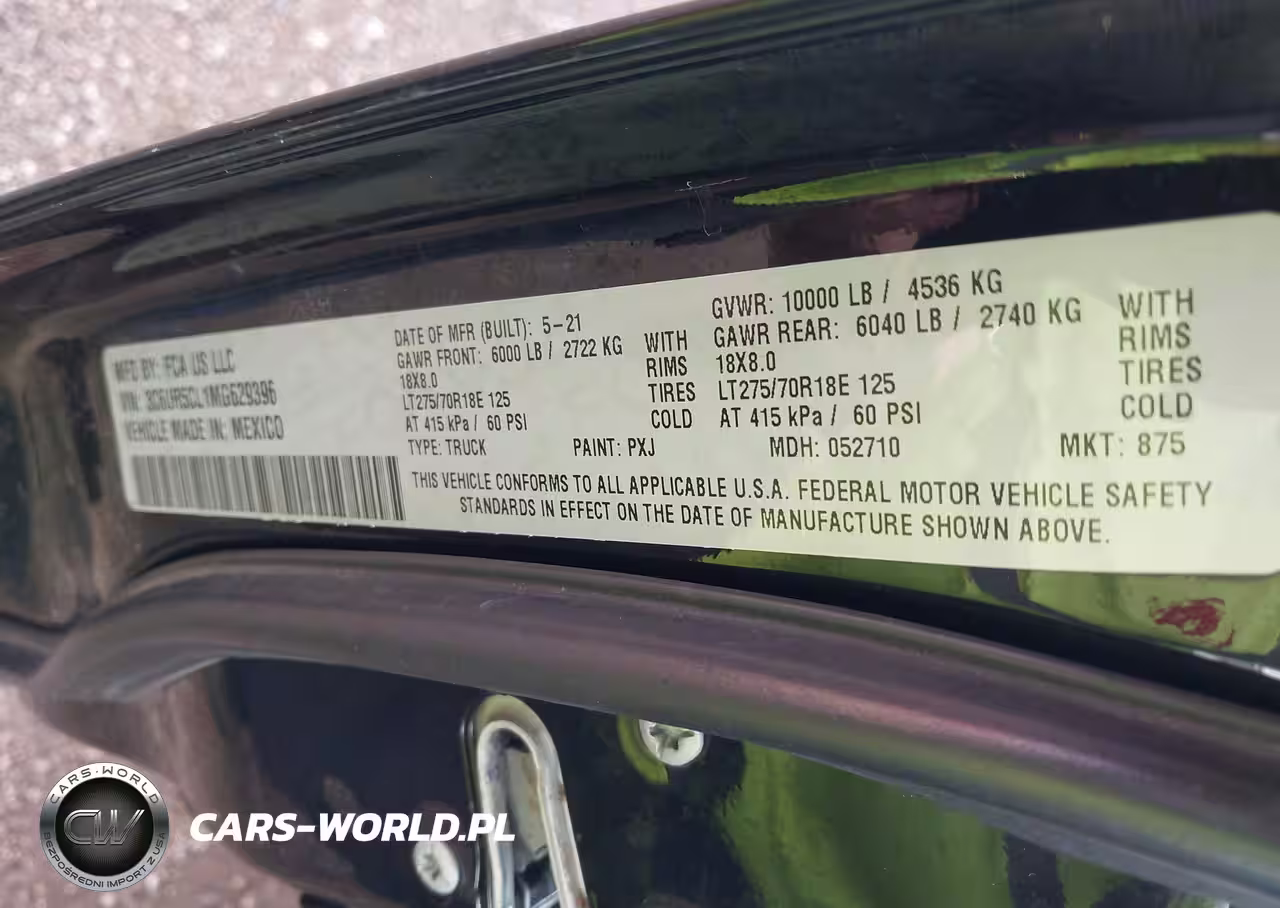 MFD BY: FCA US LLC
VIN: 3C6UR5CL1MG629396
VEHICLE MADE IN: MEXICO
DATE OF MFR (BUILT): 5-21
GAWR FRONT: 6000 LB / 2722 KG WITH
18X8.0 RIMS
LT275/70R18E 125 TIRES
AT 415 kPa / 60 PSI COLD
GVWR: 10000 LB / 4536 KG
GAWR REAR: 6040 LB / 2740 KG WITH
18X8.0 RIMS
LT275/70R18E 125 TIRES
AT 415 kPa / 60 PSI COLD
TYPE: TRUCK PAINT: PXJ MDH: 052710 MKT: 875
THIS VEHICLE CONFORMS TO ALL APPLICABLE U.S.A. FEDERAL MOTOR VEHICLE SAFETY
STANDARDS IN EFFECT ON THE DATE OF MANUFACTURE SHOWN ABOVE.
CARS-WORLD
CW
BEZPOŚREDNI IMPORT Z USA
CARS-WORLD.PL